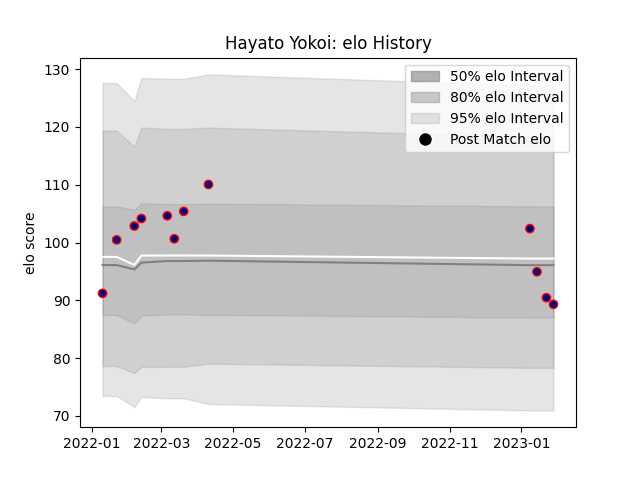 Hayato Yokoi: elo History
50% elo Interval
80% elo Interval
95% elo Interval
Post Match elo
elo score
130
120
110
100
90
80
70
2022-01 2022-03 2022-05 2022-07 2022-09 2022-11 2023-01